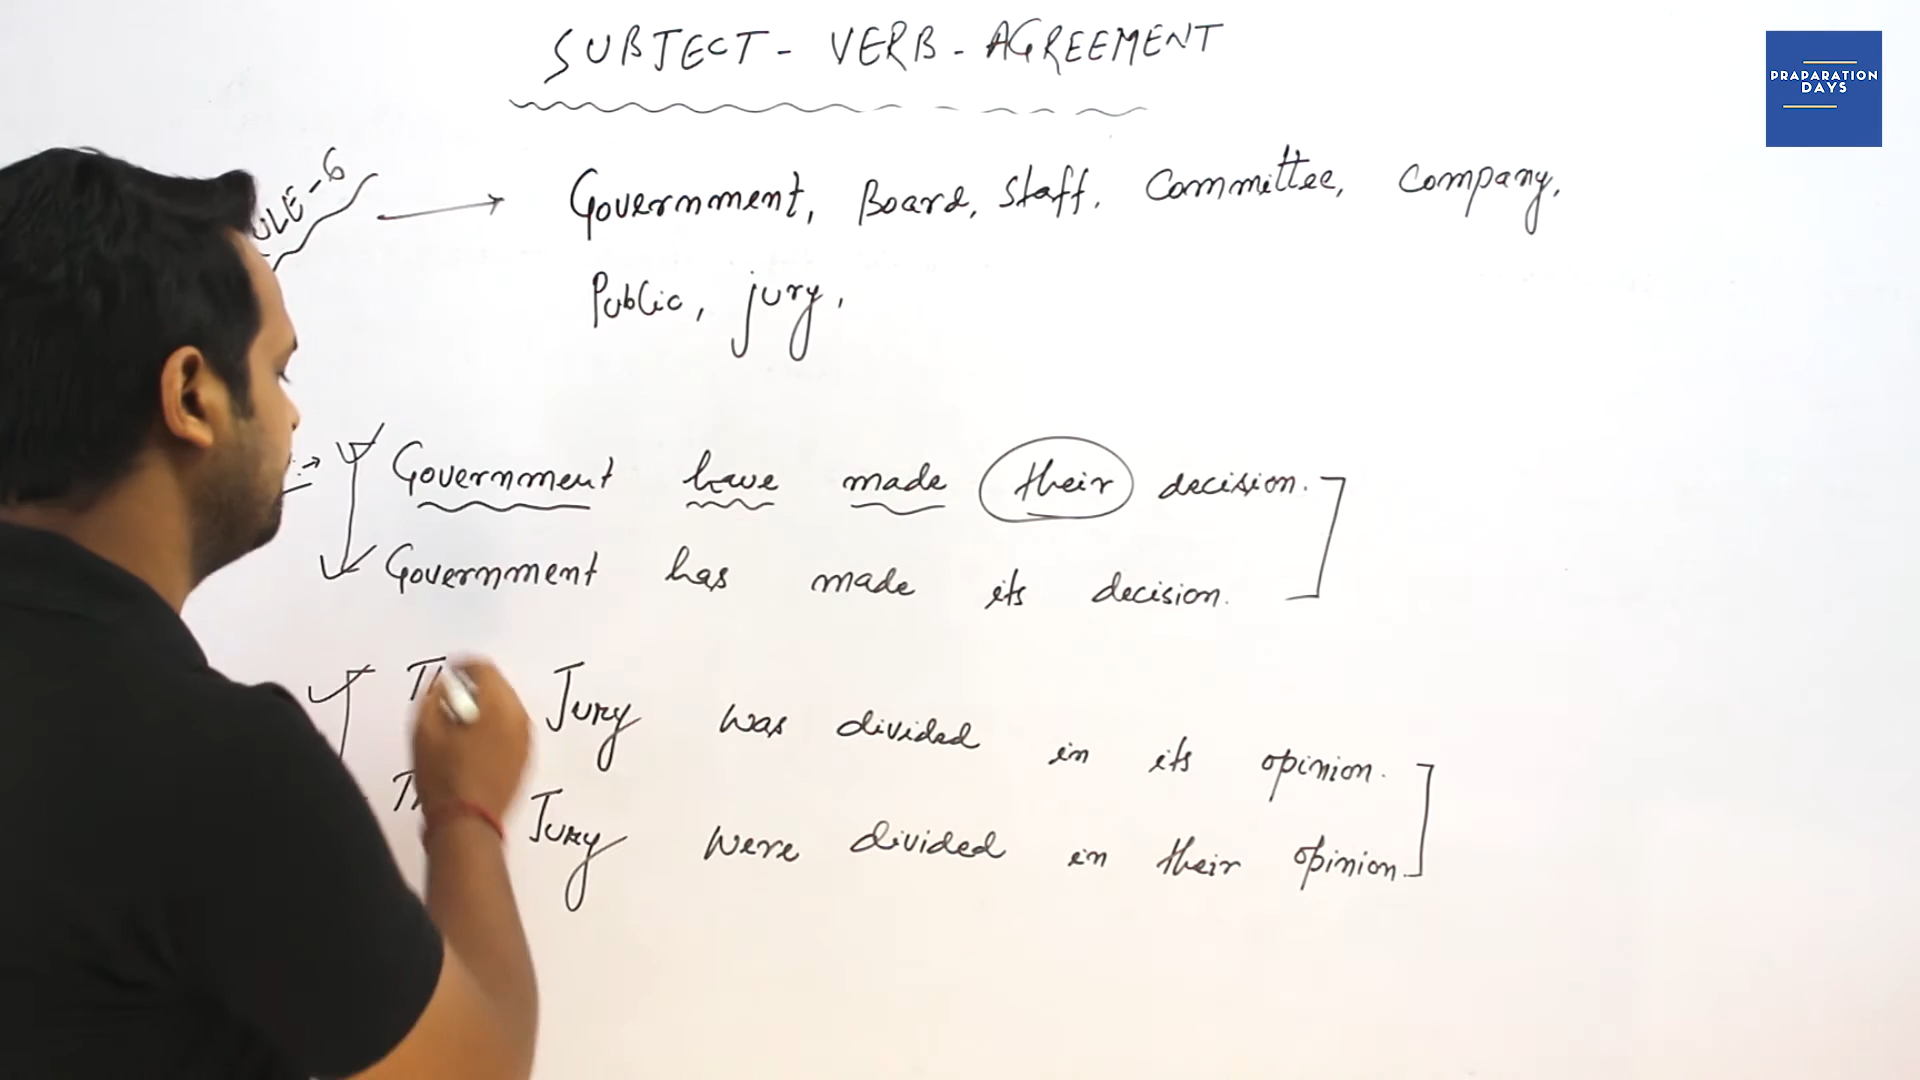 SUBJECT - VERB - AGREEMENT
PRAPARATION
DAYS
ULE-6
Government, Board, Staff, Committee, Company,
Public, jury,
Government have made their decision.
Government has made its decision.
Jury was divided in its opinion.
Jury were divided in their opinion